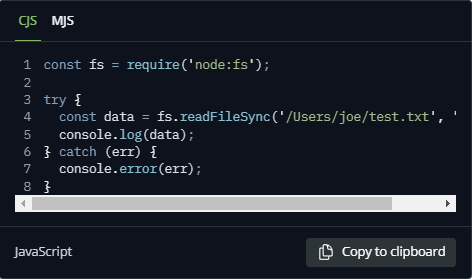 CJS MJS
1 const fs = require('node:fs');
2
3 try {
4 const data = fs.readFileSync('/Users/joe/test.txt', '
5 console.log(data);
6 } catch (err) {
7 console.error(err);
8 }
JavaScript Copy to clipboard